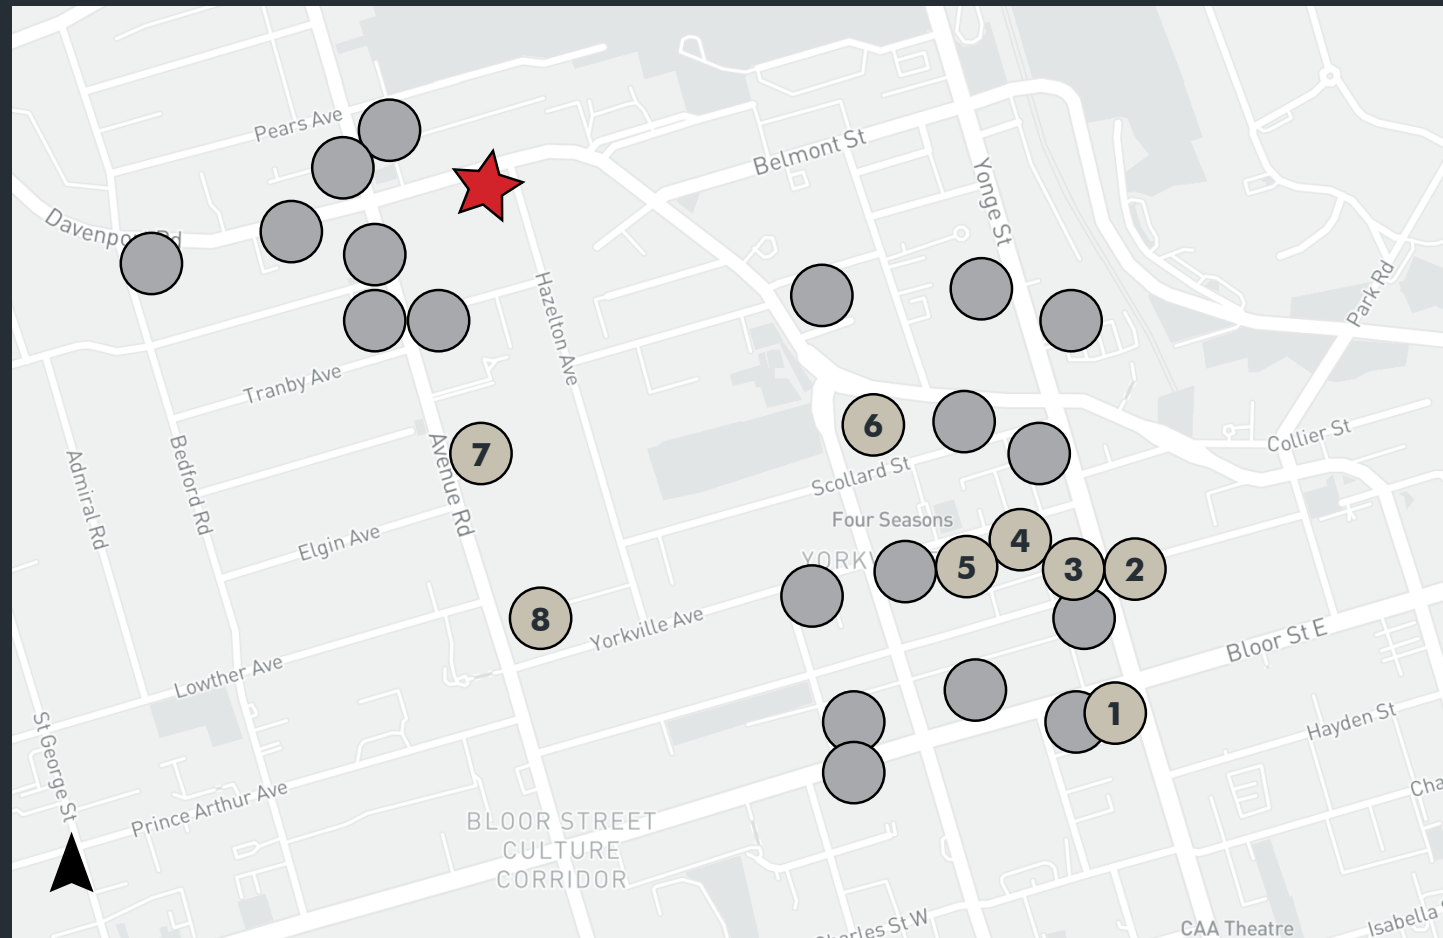 Pears Ave
Belmont St
Yonge St
Davenport Rd
Park Rd
Hazelton Ave
Tranby Ave
6
7
Collier St
Avenue Rd
Bedford Rd
Admiral Rd
Scollard St
Four Seasons
Elgin Ave
4
YORKV
5
3
2
8
Yorkville Ave
Bloor St E
Lowther Ave
1
Hayden St
St George St
Prince Arthur Ave
Cha
BLOOR STREET
CULTURE
CORRIDOR
Charles St W
CAA Theatre
Isabella